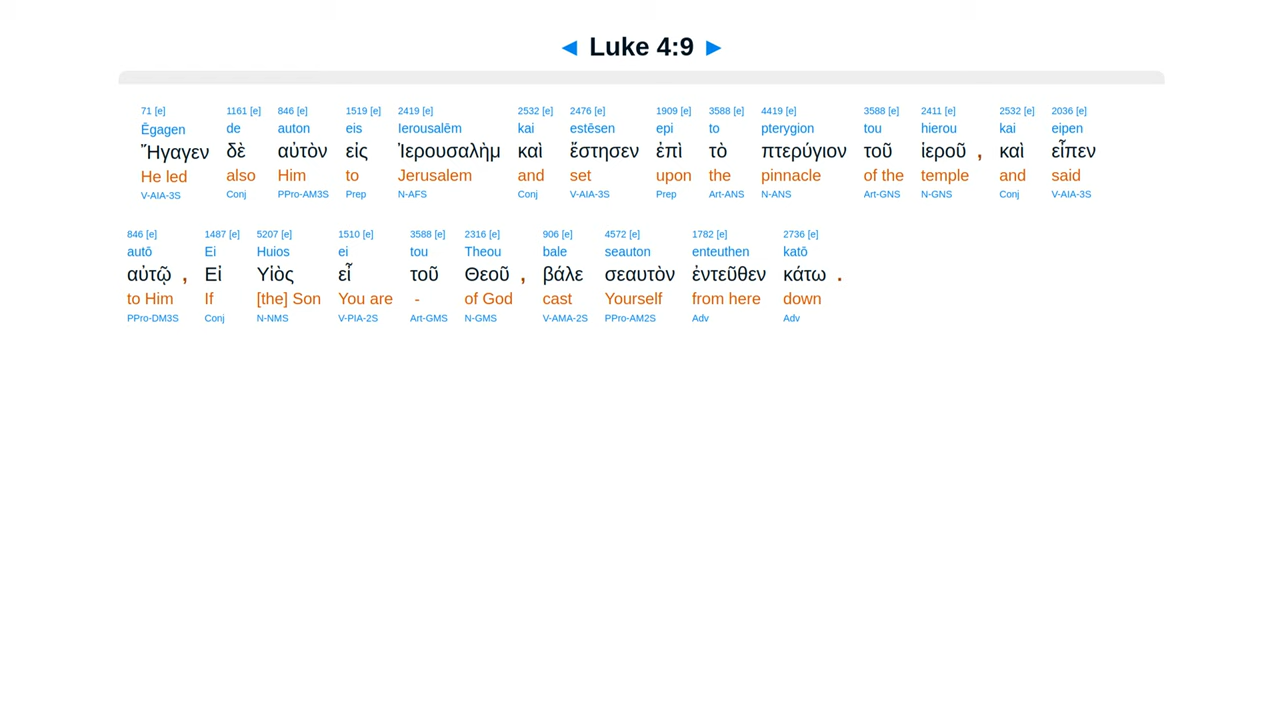 ◄ Luke 4:9 ►
71 [e] 1161 [e] 846 [e] 1519 [e] 2419 [e] 2532 [e] 2476 [e] 1909 [e] 3588 [e] 4419 [e] 3588 [e] 2411 [e] 2532 [e] 2036 [e]
Ēgagen de auton eis Ierousalēm kai estēsen epi to pterygion tou hierou kai eipen
Ἤγαγεν δὲ αὐτὸν εἰς Ἰερουσαλὴμ καὶ ἔστησεν ἐπὶ τὸ πτερύγιον τοῦ ἱεροῦ , καὶ εἶπεν
He led also Him to Jerusalem and set upon the pinnacle of the temple and said
V-AIA-3S Conj PPro-AM3S Prep N-AFS Conj V-AIA-3S Prep Art-ANS N-ANS Art-GNS N-GNS Conj V-AIA-3S
846 [e] 1487 [e] 5207 [e] 1510 [e] 3588 [e] 2316 [e] 906 [e] 4572 [e] 1782 [e] 2736 [e]
autō Ei Huios ei tou Theou bale seauton enteuthen katō
αὐτῷ , Εἰ Υἱὸς εἶ τοῦ Θεοῦ , βάλε σεαυτὸν ἐντεῦθεν κάτω .
to Him If [the] Son You are - of God cast Yourself from here down
PPro-DM3S Conj N-NMS V-PIA-2S Art-GMS N-GMS V-AMA-2S PPro-AM2S Adv Adv